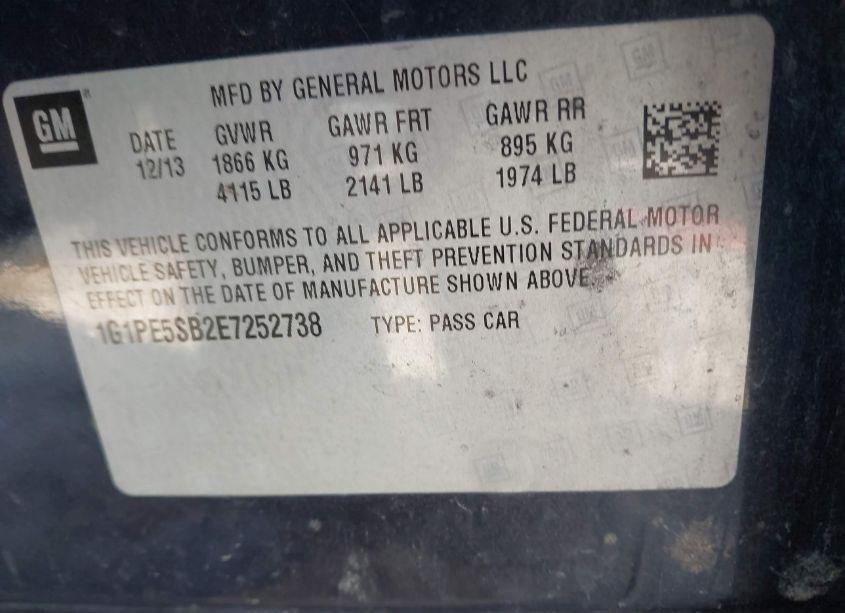 GM
MFD BY GENERAL MOTORS LLC
DATE GVWR GAWR FRT GAWR RR
12/13 1866 KG 971 KG 895 KG
4115 LB 2141 LB 1974 LB
THIS VEHICLE CONFORMS TO ALL APPLICABLE U.S. FEDERAL MOTOR
VEHICLE SAFETY, BUMPER, AND THEFT PREVENTION STANDARDS IN
EFFECT ON THE DATE OF MANUFACTURE SHOWN ABOVE.
1G1PE5SB2E7252738 TYPE: PASS CAR